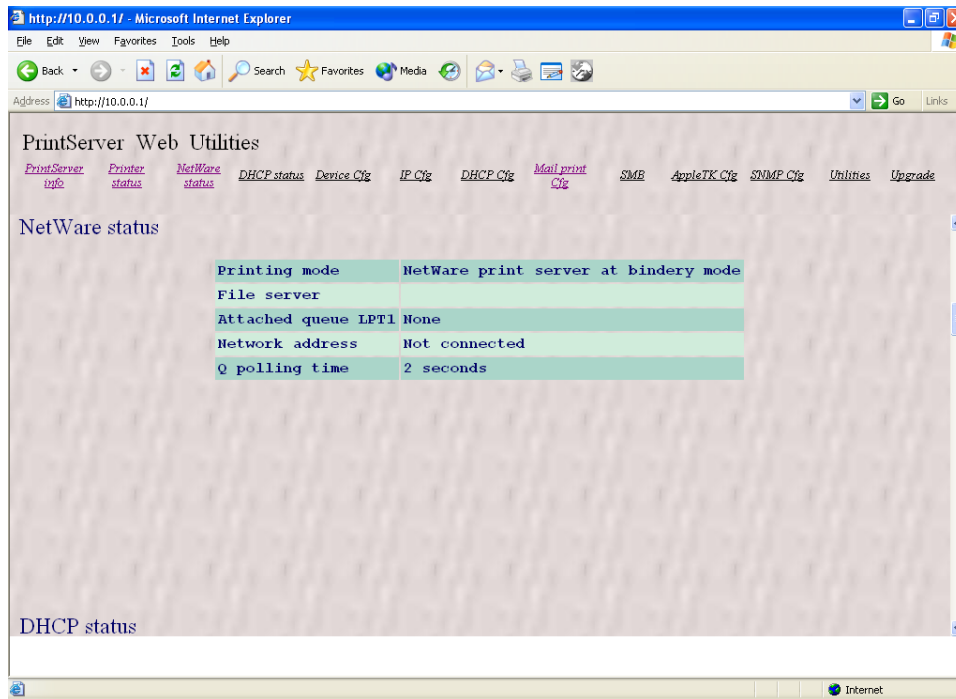 http://10.0.0.1/ - Microsoft Internet Explorer
File Edit View Favorites Tools Help
Back Search Favorites Media
Address http://10.0.0.1/ Go Links
PrintServer Web Utilities
PrintServer info Printer status NetWare status DHCP status Device Cfg IP Cfg DHCP Cfg Mail print Cfg SMB AppleTK Cfg SNMP Cfg Utilities Upgrade
NetWare status
Printing mode NetWare print server at bindery mode
File server
Attached queue LPT1 None
Network address Not connected
Q polling time 2 seconds
DHCP status
Internet